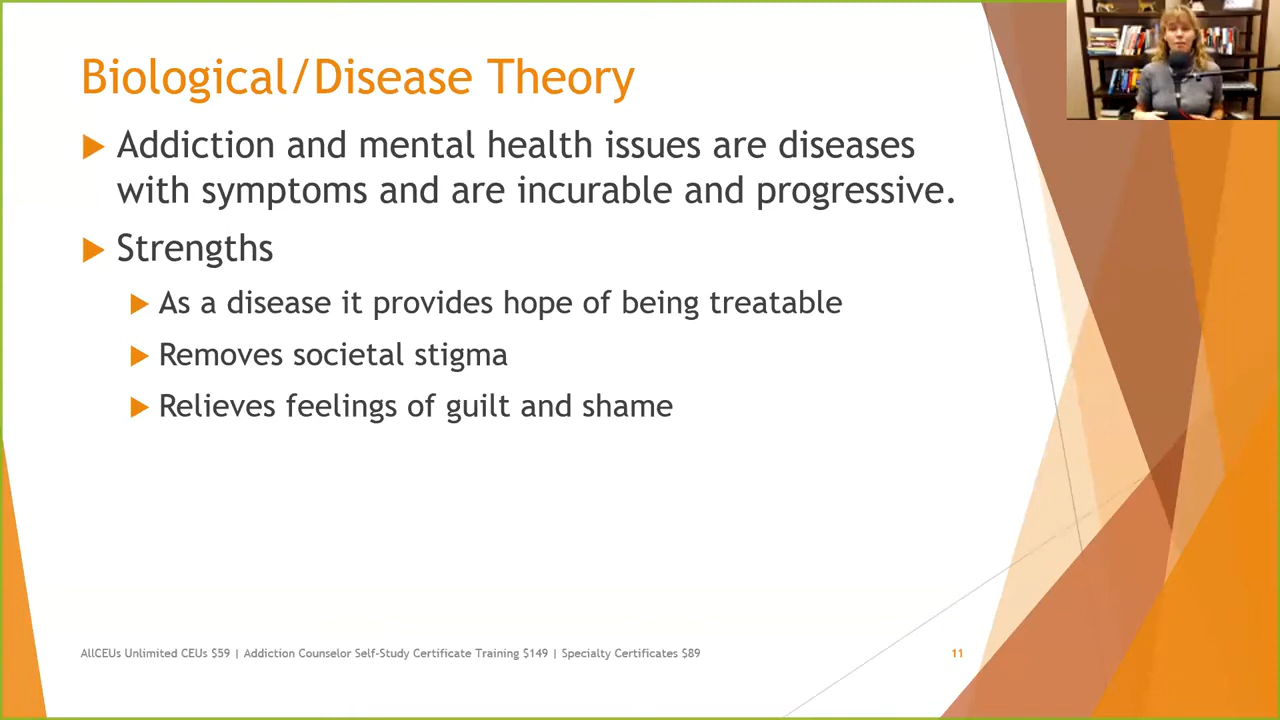 Biological/Disease Theory
Addiction and mental health issues are diseases
with symptoms and are incurable and progressive.
Strengths
As a disease it provides hope of being treatable
Removes societal stigma
Relieves feelings of guilt and shame
AllCEUs Unlimited CEUs $59 | Addiction Counselor Self-Study Certificate Training $149 | Specialty Certificates $89
11